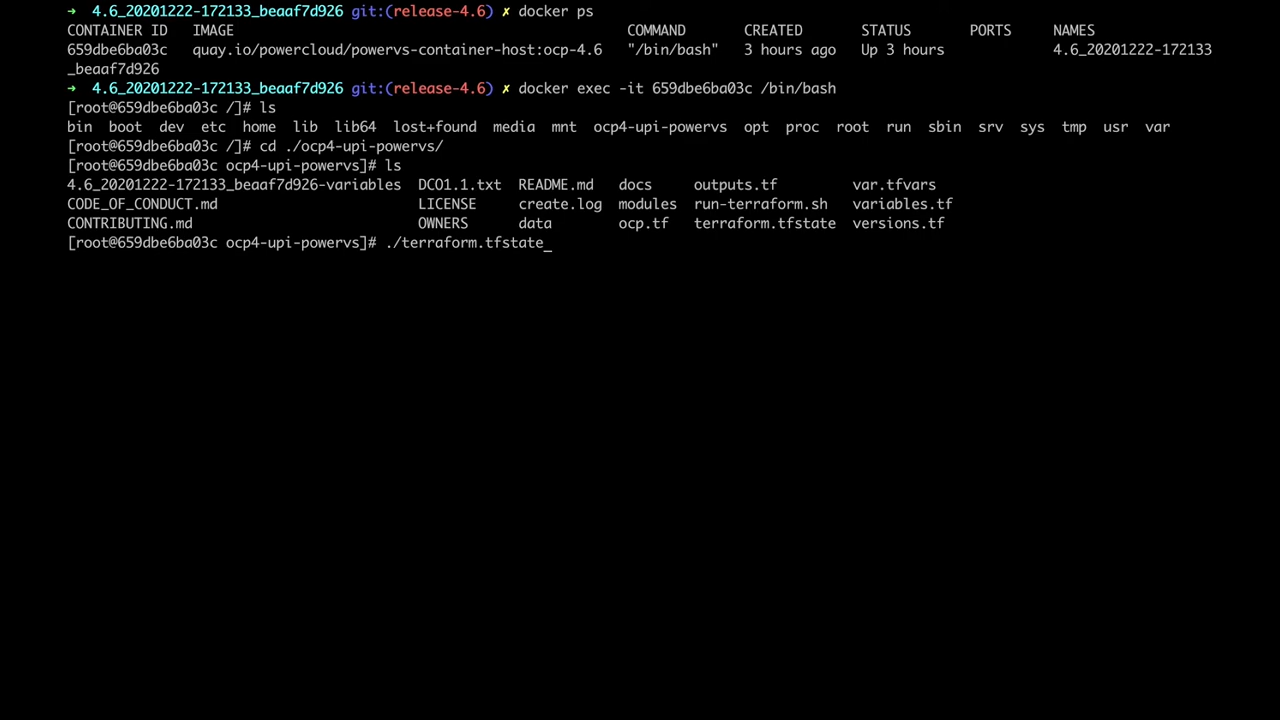 ➜  4.6_20201222-172133_beaaf7d926 git:(release-4.6) ✗ docker ps
CONTAINER ID   IMAGE                                                COMMAND       CREATED       STATUS       PORTS     NAMES
659dbe6ba03c   quay.io/powercloud/powervs-container-host:ocp-4.6   "/bin/bash"   3 hours ago   Up 3 hours             4.6_20201222-172133
_beaaf7d926
➜  4.6_20201222-172133_beaaf7d926 git:(release-4.6) ✗ docker exec -it 659dbe6ba03c /bin/bash
[root@659dbe6ba03c /]# ls
bin  boot  dev  etc  home  lib  lib64  lost+found  media  mnt  ocp4-upi-powervs  opt  proc  root  run  sbin  srv  sys  tmp  usr  var
[root@659dbe6ba03c /]# cd ./ocp4-upi-powervs/
[root@659dbe6ba03c ocp4-upi-powervs]# ls
4.6_20201222-172133_beaaf7d926-variables  DCO1.1.txt  README.md   docs     outputs.tf         var.tfvars
CODE_OF_CONDUCT.md                        LICENSE     create.log  modules  run-terraform.sh   variables.tf
CONTRIBUTING.md                           OWNERS      data        ocp.tf   terraform.tfstate  versions.tf
[root@659dbe6ba03c ocp4-upi-powervs]# ./terraform.tfstate_